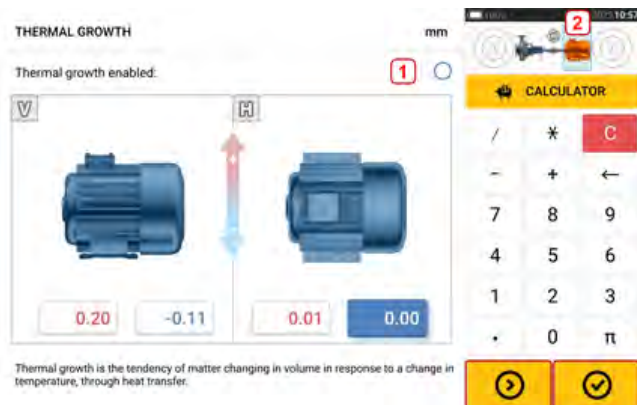 THERMAL GROWTH
mm
10:57
2
Thermal growth enabled:
1
CALCULATOR
V
H
/ * C
- + ←
7 8 9
4 5 6
1 2 3
. 0 π
0.20
-0.11
0.01
0.00
Thermal growth is the tendency of matter changing in volume in response to a change in
temperature, through heat transfer.